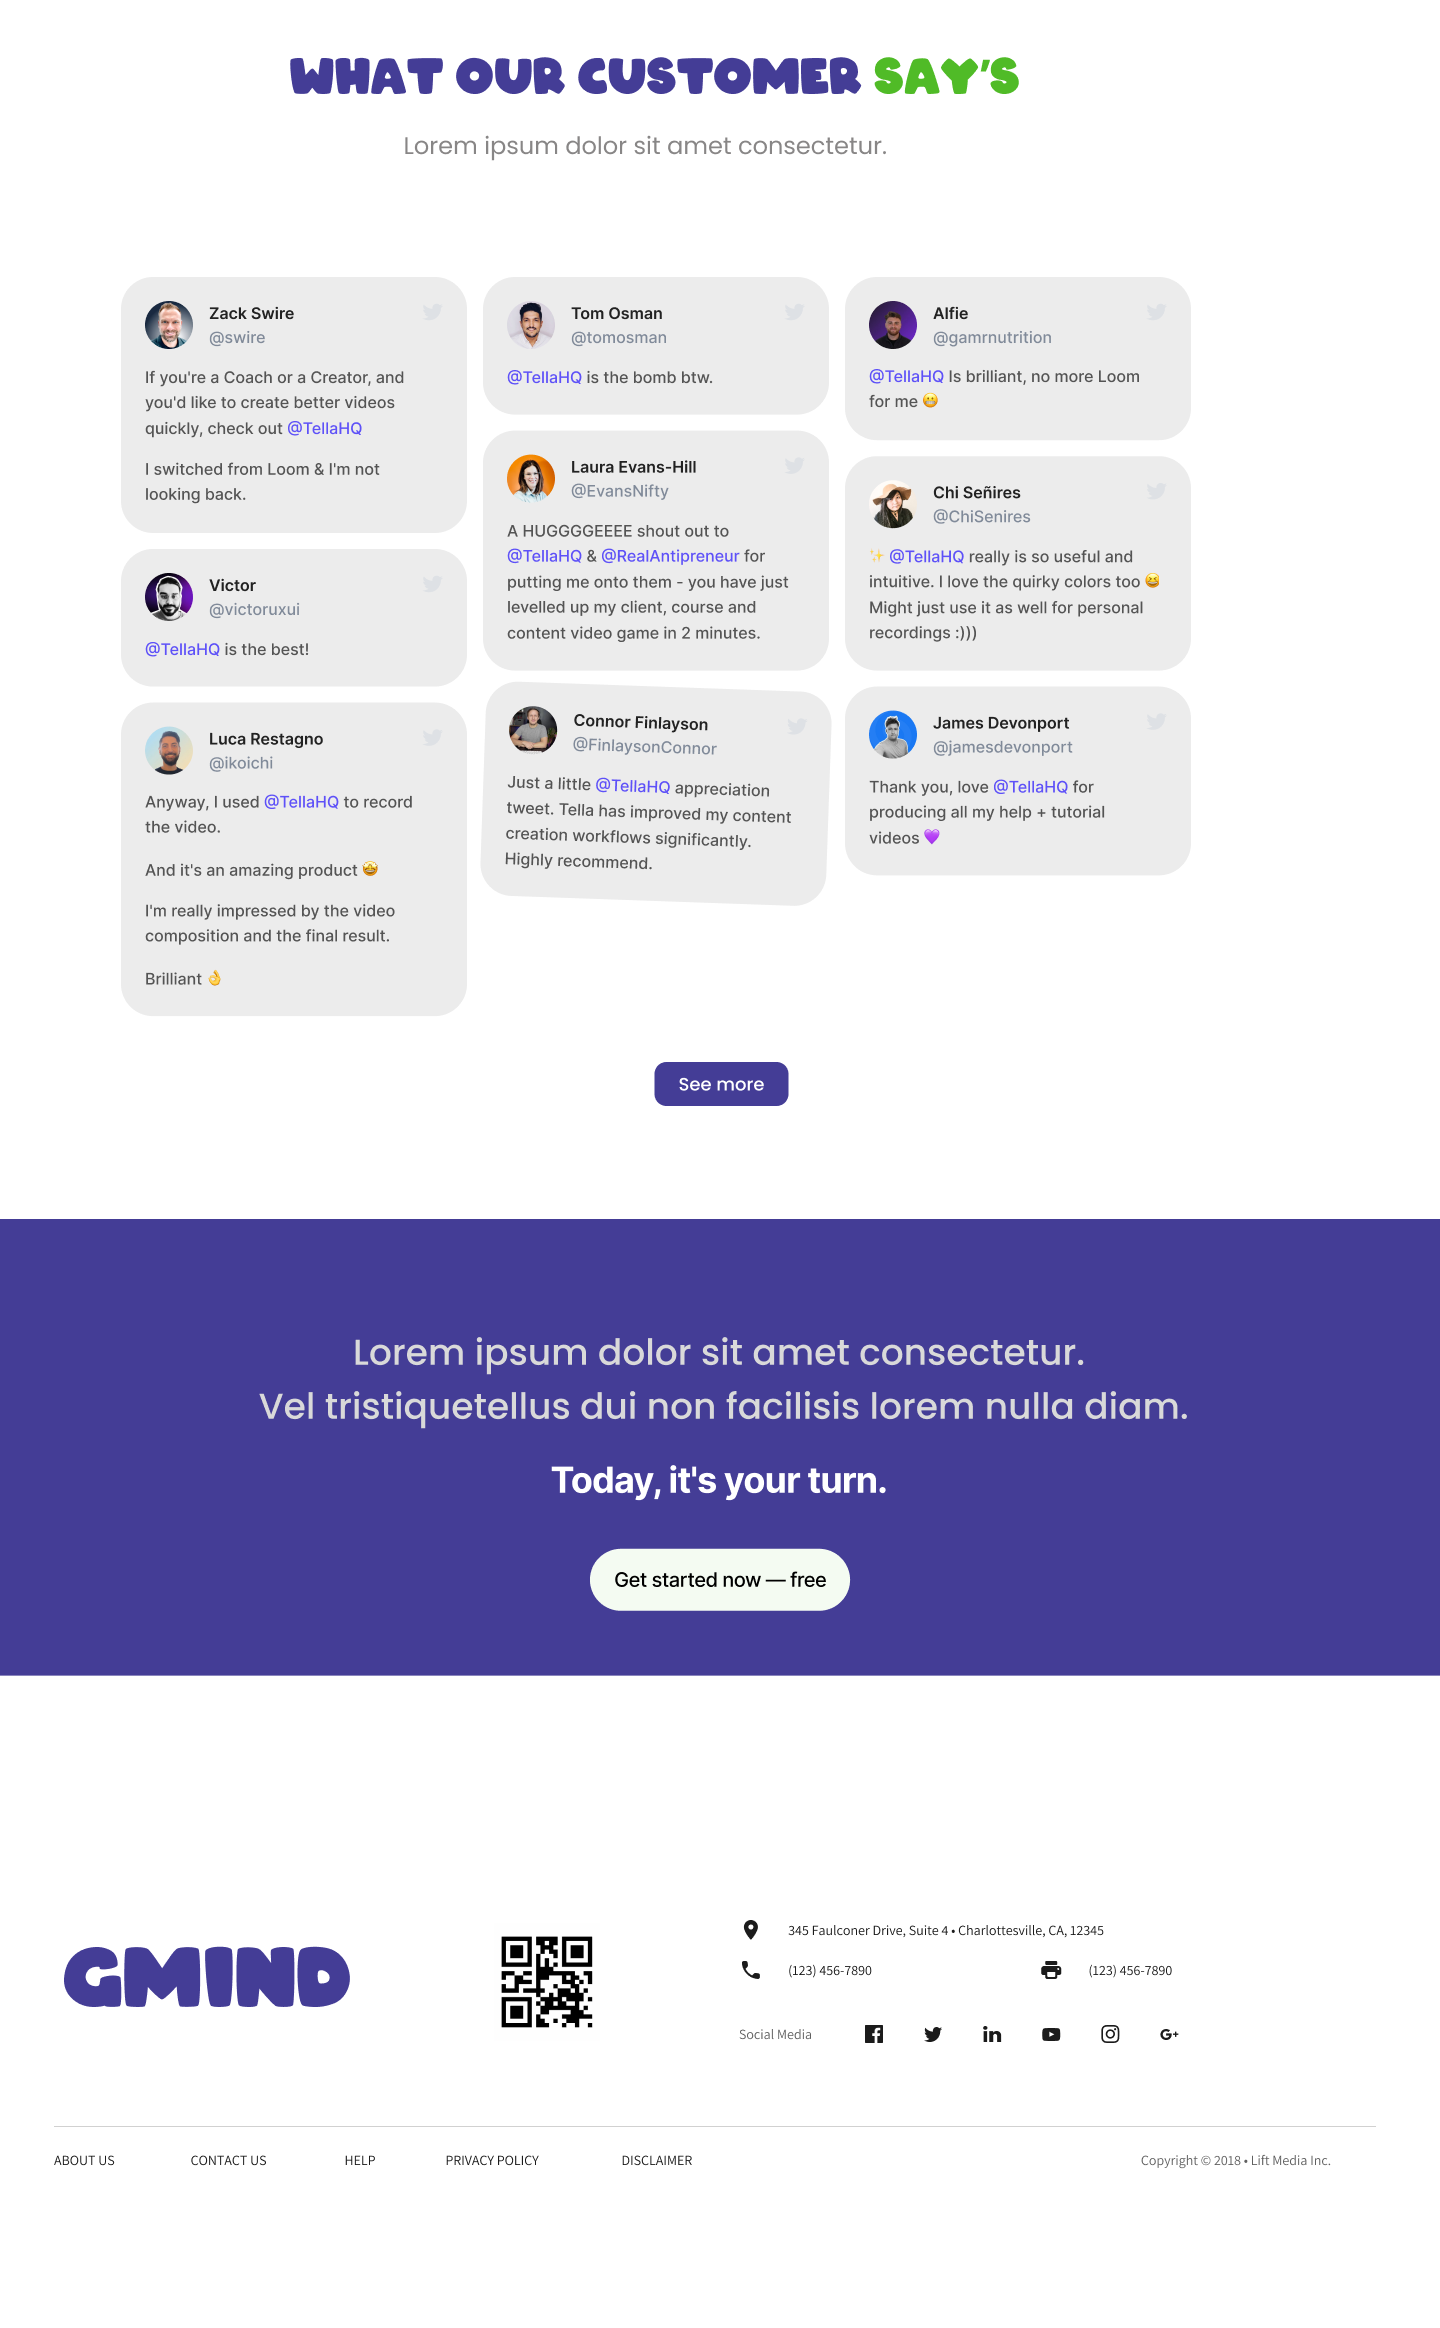 WHAT OUR CUSTOMER SAY'S
Lorem ipsum dolor sit amet consectetur.
Zack Swire
@swire
If you're a Coach or a Creator, and
you'd like to create better videos
quickly, check out @TellaHQ
I switched from Loom & I'm not
looking back.
Victor
@victoruxui
@TellaHQ is the best!
Luca Restagno
@ikoichi
Anyway, I used @TellaHQ to record
the video.
And it's an amazing product 🤩
I'm really impressed by the video
composition and the final result.
Brilliant 👌
Tom Osman
@tomosman
@TellaHQ is the bomb btw.
Laura Evans-Hill
@EvansNifty
A HUGGGGEEEE shout out to
@TellaHQ & @RealAntipreneur for
putting me onto them - you have just
levelled up my client, course and
content video game in 2 minutes.
Connor Finlayson
@FinlaysonConnor
Just a little @TellaHQ appreciation
tweet. Tella has improved my content
creation workflows significantly.
Highly recommend.
Alfie
@gamrnutrition
@TellaHQ Is brilliant, no more Loom
for me 😬
Chi Señires
@ChiSenires
✨ @TellaHQ really is so useful and
intuitive. I love the quirky colors too 😆
Might just use it as well for personal
recordings :)))
James Devonport
@jamesdevonport
Thank you, love @TellaHQ for
producing all my help + tutorial
videos 💜
See more
Lorem ipsum dolor sit amet consectetur.
Vel tristiquetellus dui non facilisis lorem nulla diam.
Today, it's your turn.
Get started now — free
GMIND
345 Faulconer Drive, Suite 4 • Charlottesville, CA, 12345
(123) 456-7890
(123) 456-7890
Social Media
ABOUT US
CONTACT US
HELP
PRIVACY POLICY
DISCLAIMER
Copyright © 2018 • Lift Media Inc.